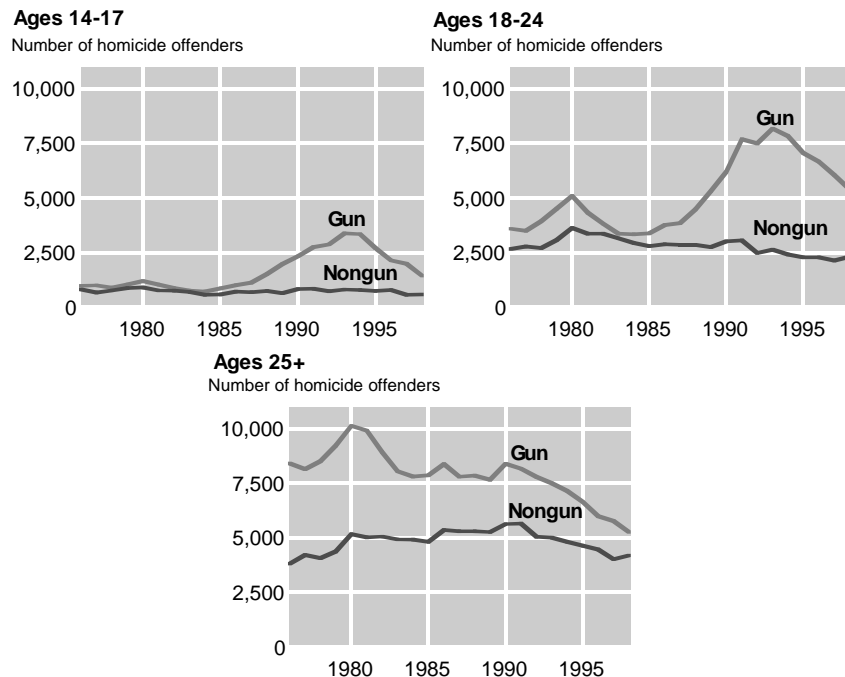 Ages 14-17
Number of homicide offenders
10,000
7,500
5,000
2,500
0
Gun
Nongun
1980 1985 1990 1995
Ages 18-24
Number of homicide offenders
10,000
7,500
5,000
2,500
0
Gun
Nongun
1980 1985 1990 1995
Ages 25+
Number of homicide offenders
10,000
7,500
5,000
2,500
0
Gun
Nongun
1980 1985 1990 1995